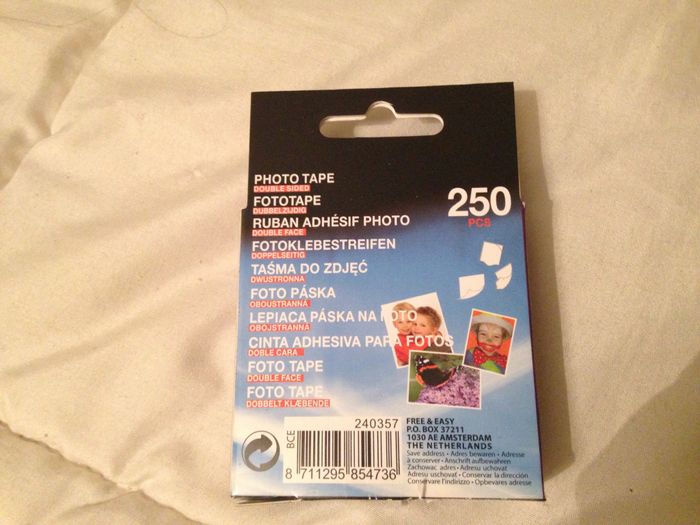 PHOTO TAPE
DOUBLE SIDED
FOTOTAPE
DUBBELZIJDIG
RUBAN ADHÉSIF PHOTO
DOUBLE FACE
FOTOKLEBESTREIFEN
DOPPELSEITIG
TAŚMA DO ZDJĘĆ
DWUSTRONNA
FOTO PÁSKA
OBOUSTRANNA
LEPIACA PÁSKA NA FOTO
OBOJSTRANNA
CINTA ADHESIVA PARA FOTOS
DOBLE CARA
FOTO TAPE
DOUBLE FACE
FOTO TAPE
DOBBELT KLÆBENDE
250
PCS
BCE
240357
8 711295 854736
FREE & EASY
P.O. BOX 37211
1030 AE AMSTERDAM
THE NETHERLANDS
Save address • Adres bewaren • Adresse
à conserver • Anschrift aufbewahren
Zachowac adres • Adresu uchovat
Adresu uschovat • Conservar la dirección
Conservare l'indirizzo • Opbevares adresse